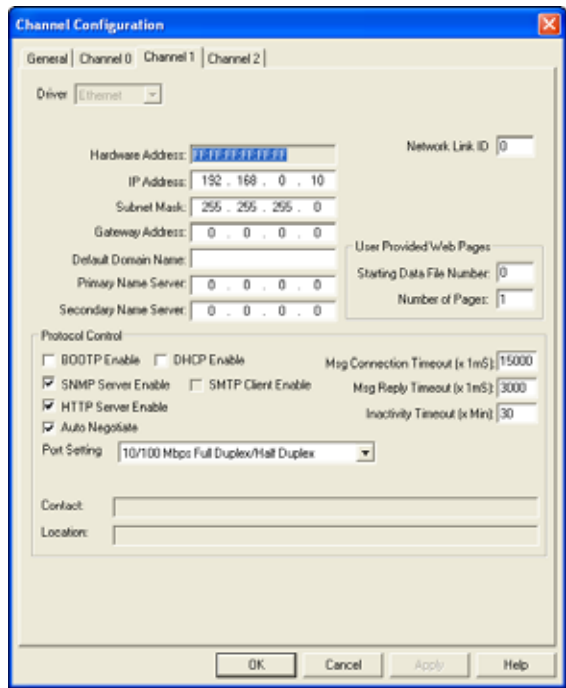 Channel Configuration
General Channel 0 Channel 1 Channel 2
Driver Ethernet
Hardware Address: FF:FF:FF:FF:FF:FF
Network Link ID 0
IP Address: 192 . 168 . 0 . 10
Subnet Mask: 255 . 255 . 255 . 0
Gateway Address: 0 . 0 . 0 . 0
Default Domain Name:
Primary Name Server: 0 . 0 . 0 . 0
Secondary Name Server: 0 . 0 . 0 . 0
User Provided Web Pages
Starting Data File Number: 0
Number of Pages: 1
Protocol Control
BOOTP Enable DHCP Enable
SNMP Server Enable SMTP Client Enable
HTTP Server Enable
Auto Negotiate
Msg Connection Timeout (x 1mS): 15000
Msg Reply Timeout (x 1mS): 3000
Inactivity Timeout (x Min): 30
Port Setting 10/100 Mbps Full Duplex/Half Duplex
Contact:
Location:
OK Cancel Apply Help